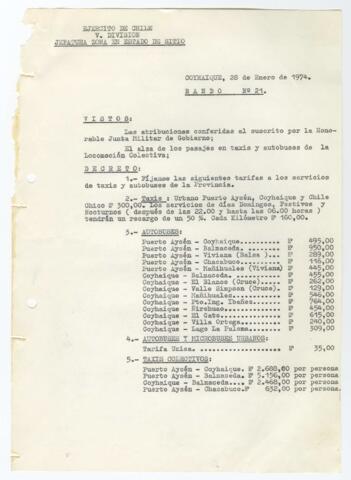 EJERCITO DE CHILE
V. DIVISION
JEFATURA ZONA EN ESTADO DE SITIO
COYHAIQUE, 28 de Enero de 1974.
B A N D O   Nº 21.
V I S T O S :
Las atribuciones conferidas al suscrito por la Hono-
rable Junta Militar de Gobierno;
El alza de los pasajes en taxis y autobuses de la
Locomoción Colectiva;
D E C R E T O :
1.- Fíjanse las siguientes tarifas a los servicios
de taxis y autobuses de la Provincia.
2.- Taxis : Urbano Puerto Aysén, Coyhaique y Chile
Chico Eº 300,00. Los servicios de días Domingos, Festivos y
Nocturnos ( después de las 22.00 y hasta las 06.00 horas )
tendrán un recargo de un 50 %. Cada Kilómetro Eº 160,00.
3.- AUTOBUSES:
Puerto Aysén - Coyhaique. Eº 495,00
Puerto Aysén - Balmaceda. Eº 950,00
Puerto Aysén - Viviana (Balsa ) Eº 289,00
Puerto Aysén - Chacabuco. Eº 116,00
Puerto Aysén - Mañihuales (Viviana) Eº 445,00
Coyhaique - Balmaceda. Eº 455,00
Coyhaique - El Blanco (Cruce) Eº 262,00
Coyhaique - Valle Simpson (Cruce). Eº 129,00
Coyhaique - Mañihuales. Eº 546,00
Coyhaique - Pto.Ing. Ibañez. Eº 764,00
Coyhaique - Ñirehuao. Eº 454,00
Coyhaique - El Gato. Eº 615,00
Coyhaique - Villa Ortega. Eº 240,00
Coyhaique - Lago La Paloma. Eº 309,00
4.- AUTOBUSES Y MICROBUSES URBANOS:
Tarifa Unica. Eº 35,00
5.- TAXIS COLECTIVOS:
Puerto Aysén - Coyhaique. Eº 2.688,00 por persona
Puerto Aysén - Balmaceda. Eº 5.156,00 por persona
Coyhaique - Balmaceda. Eº 2.468,00 por persona
Puerto Aysén - Chacabuco. Eº 632,00 por persona.